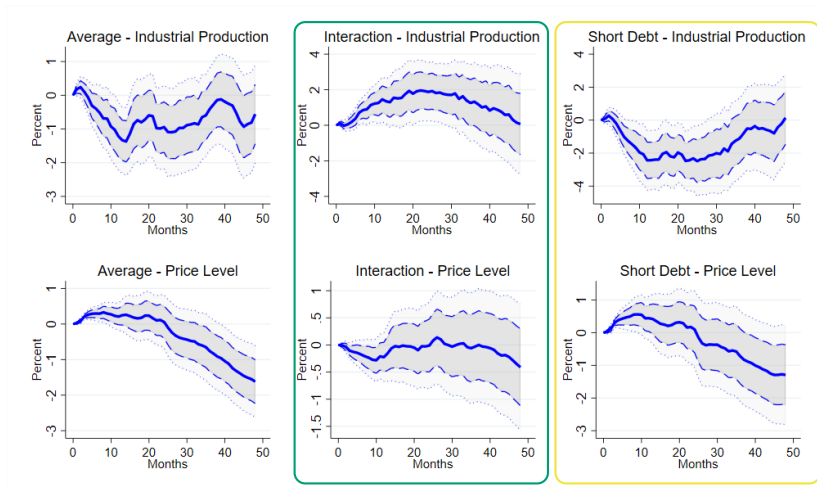 Average - Industrial Production
Percent
1
0
-1
-2
-3
0 10 20 30 40 50
Months
Interaction - Industrial Production
4
2
0
-2
-4
0 10 20 30 40 50
Months
Short Debt - Industrial Production
Percent
4
2
0
-2
-4
0 10 20 30 40 50
Months
Average - Price Level
Percent
1
0
-1
-2
-3
0 10 20 30 40 50
Months
Interaction - Price Level
Percent
1
.5
0
-.5
-1
-1.5
0 10 20 30 40 50
Months
Short Debt - Price Level
Percent
1
0
-1
-2
-3
0 10 20 30 40 50
Months